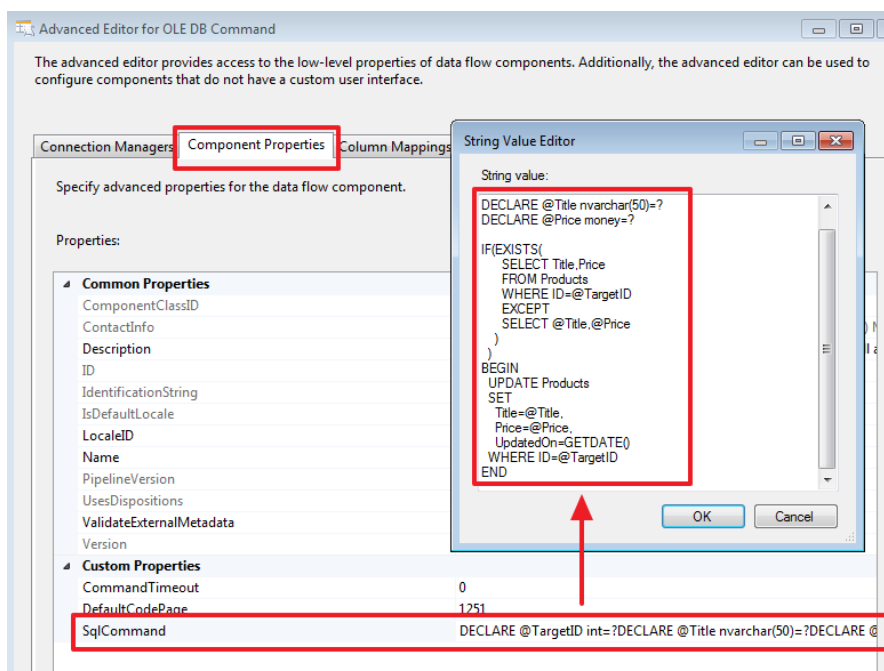 Advanced Editor for OLE DB Command
The advanced editor provides access to the low-level properties of data flow components. Additionally, the advanced editor can be used to
configure components that do not have a custom user interface.
Connection Managers Component Properties Column Mappings
Specify advanced properties for the data flow component.
Properties:
Common Properties
ComponentClassID
ContactInfo
Description
ID
IdentificationString
IsDefaultLocale
LocaleID
Name
PipelineVersion
UsesDispositions
ValidateExternalMetadata
Version
Custom Properties
CommandTimeout 0
DefaultCodePage 1251
SqlCommand DECLARE @TargetID int=?DECLARE @Title nvarchar(50)=?DECLARE @
String Value Editor
String value:
DECLARE @Title nvarchar(50)=?
DECLARE @Price money=?
IF(EXISTS(
SELECT Title,Price
FROM Products
WHERE ID=@TargetID
EXCEPT
SELECT @Title,@Price
)
)
BEGIN
UPDATE Products
SET
Title=@Title,
Price=@Price,
UpdatedOn=GETDATE()
WHERE ID=@TargetID
END
OK Cancel